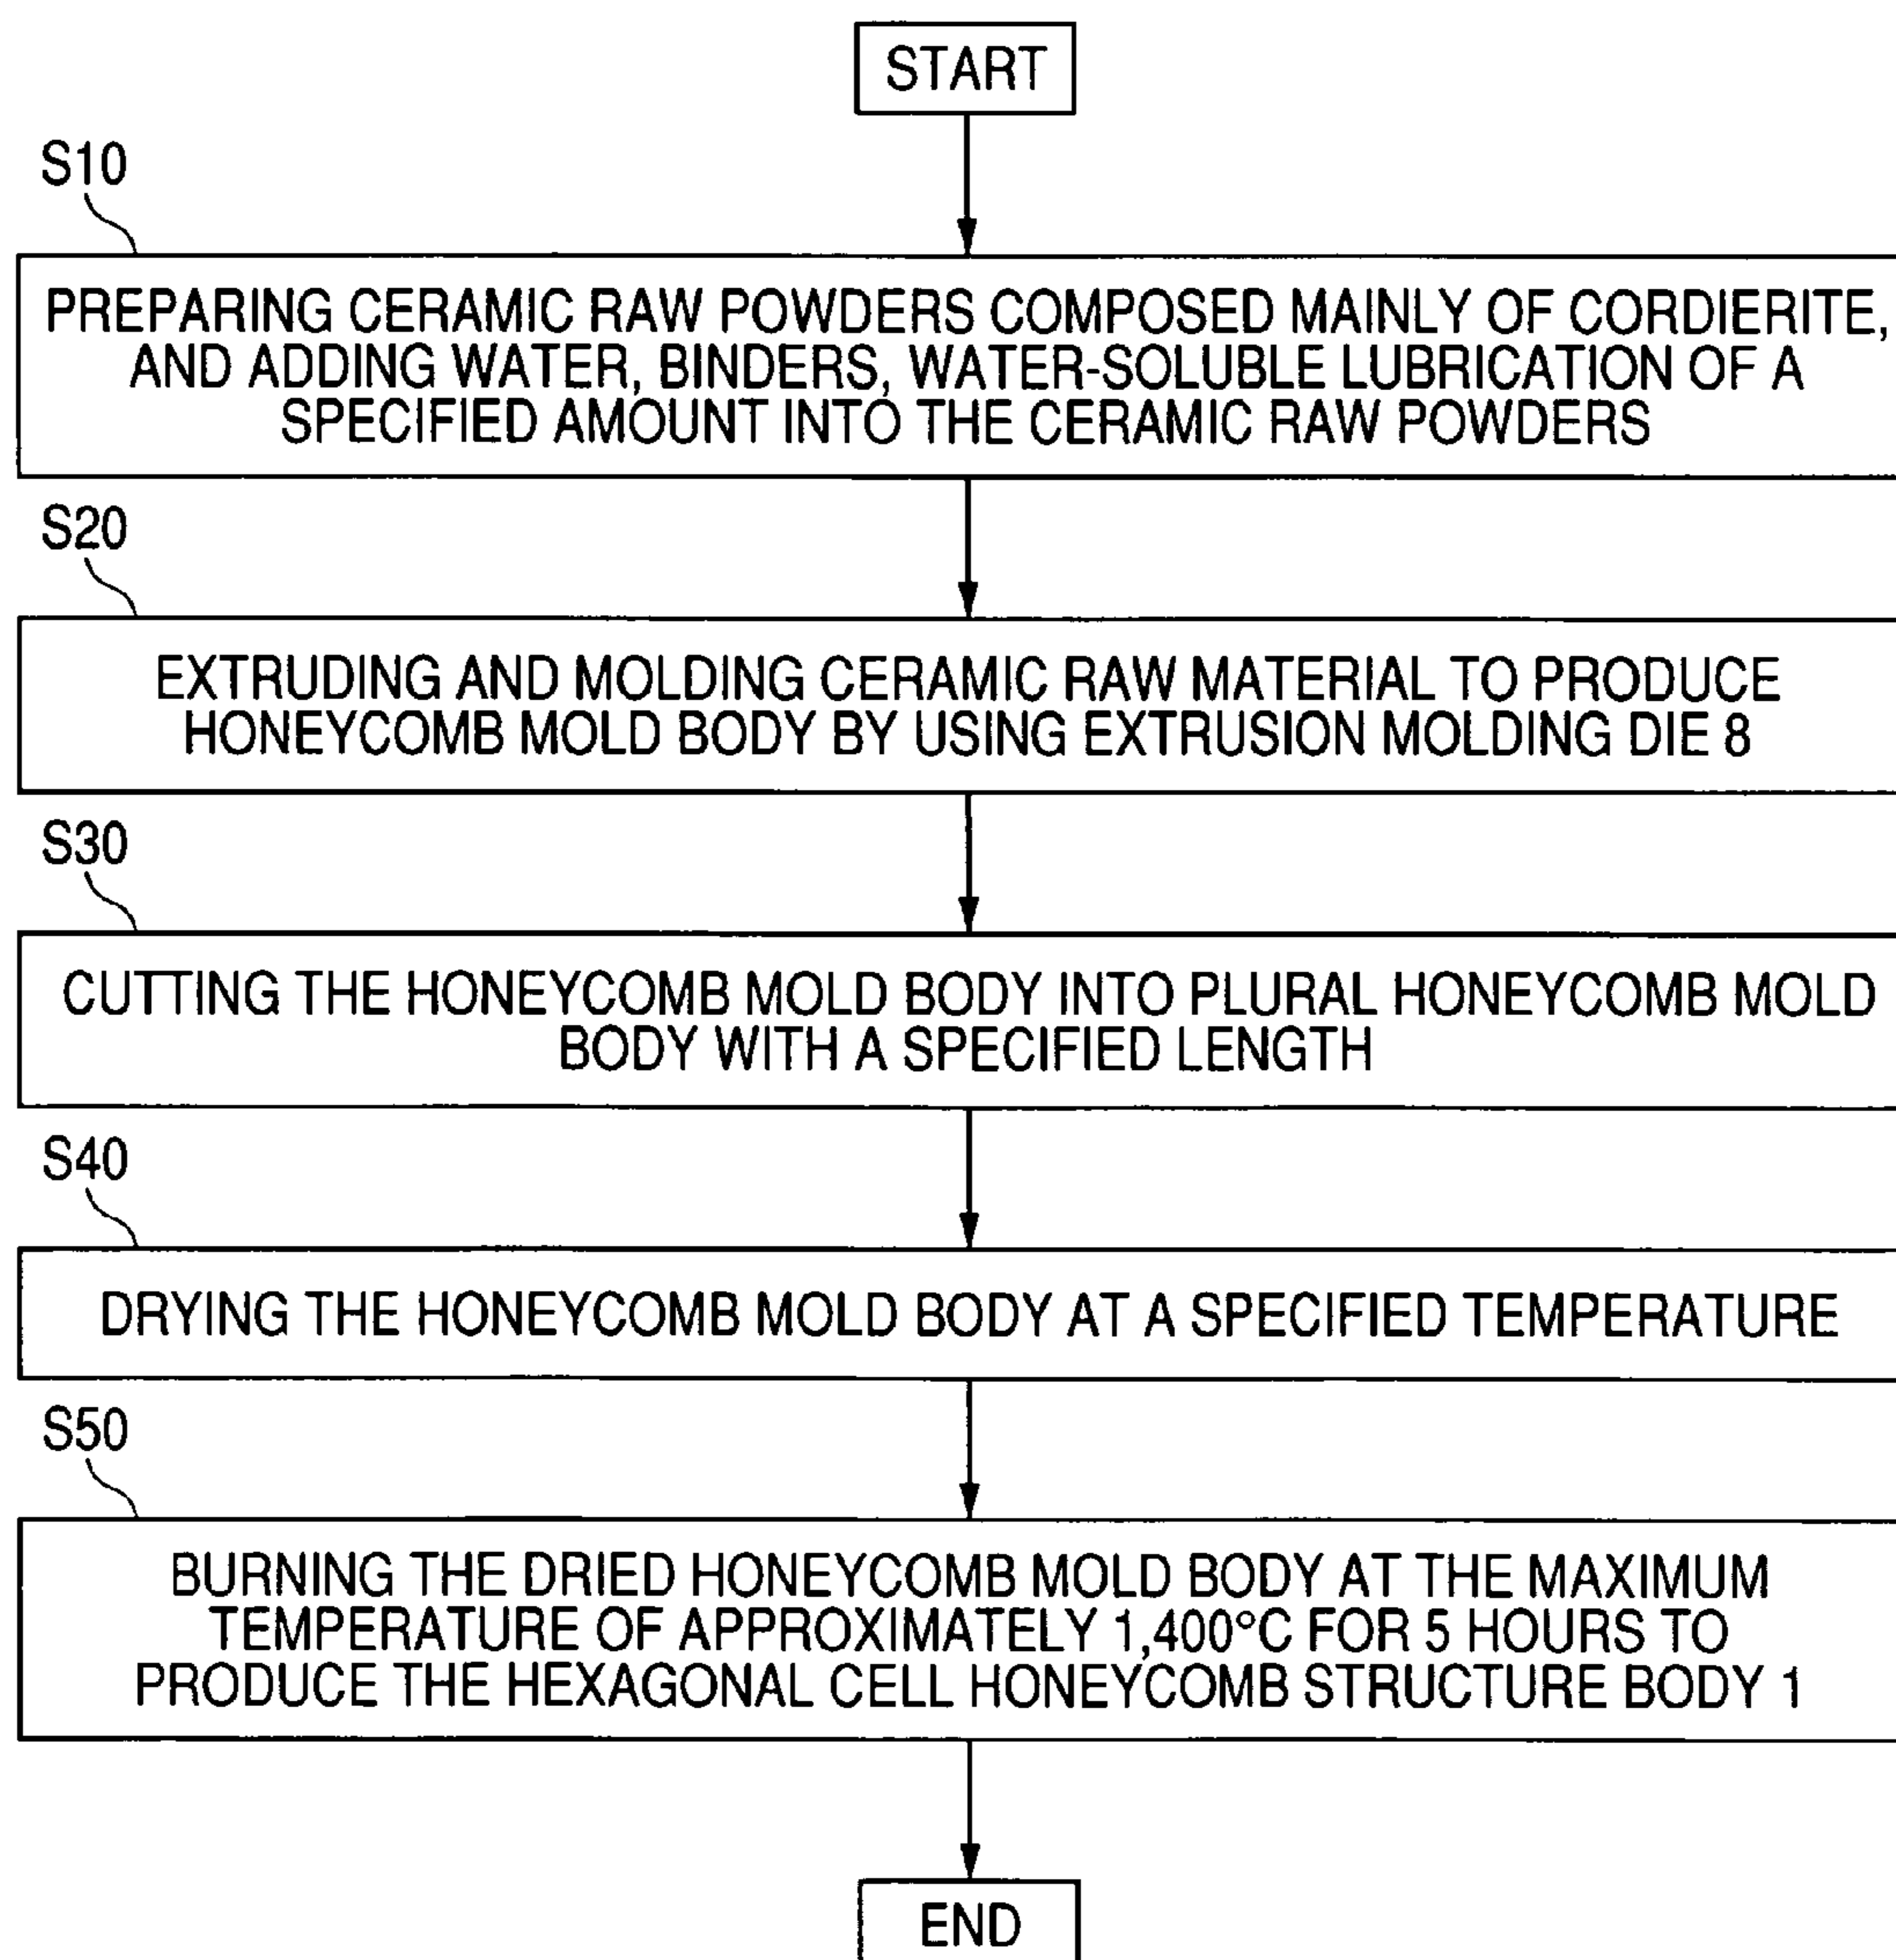 START
S10
PREPARING CERAMIC RAW POWDERS COMPOSED MAINLY OF CORDIERITE,
AND ADDING WATER, BINDERS, WATER-SOLUBLE LUBRICATION OF A
SPECIFIED AMOUNT INTO THE CERAMIC RAW POWDERS
S20
EXTRUDING AND MOLDING CERAMIC RAW MATERIAL TO PRODUCE
HONEYCOMB MOLD BODY BY USING EXTRUSION MOLDING DIE 8
S30
CUTTING THE HONEYCOMB MOLD BODY INTO PLURAL HONEYCOMB MOLD
BODY WITH A SPECIFIED LENGTH
S40
DRYING THE HONEYCOMB MOLD BODY AT A SPECIFIED TEMPERATURE
S50
BURNING THE DRIED HONEYCOMB MOLD BODY AT THE MAXIMUM
TEMPERATURE OF APPROXIMATELY 1,400°C FOR 5 HOURS TO
PRODUCE THE HEXAGONAL CELL HONEYCOMB STRUCTURE BODY 1
END